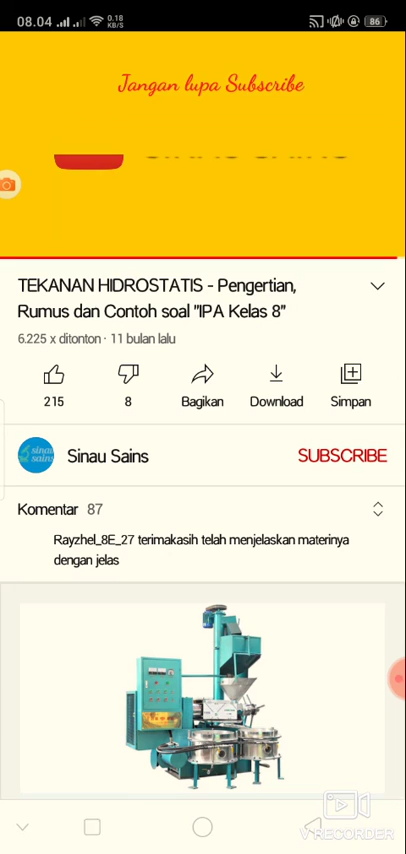 08.04
0.18
KB/S
86
Jangan lupa Subscribe
TEKANAN HIDROSTATIS - Pengertian,
Rumus dan Contoh soal "IPA Kelas 8"
6.225 x ditonton · 11 bulan lalu
215
8
Bagikan
Download
Simpan
sinau
sains
Sinau Sains
SUBSCRIBE
Komentar 87
Rayzhel_8E_27 terimakasih telah menjelaskan materinya
dengan jelas
V RECORDER